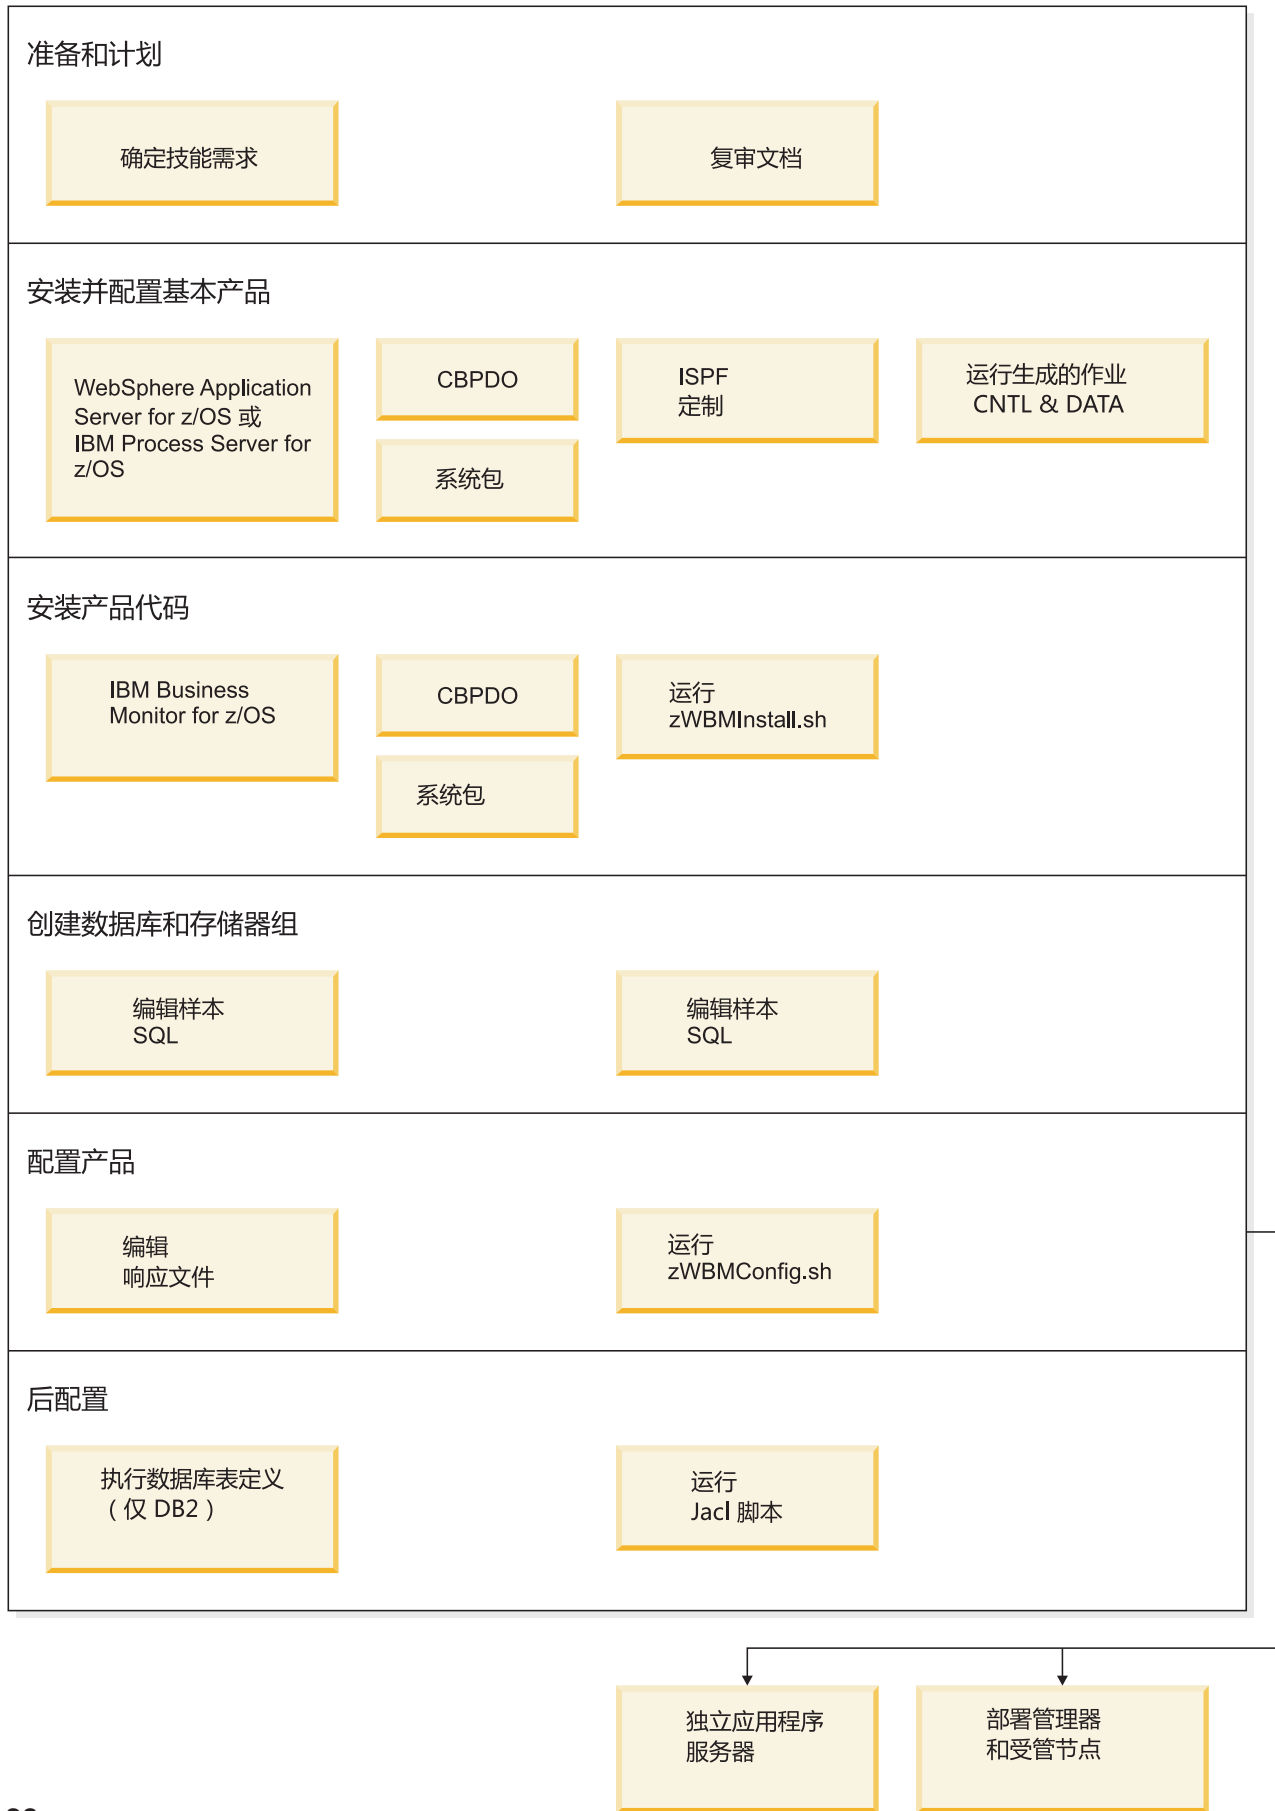 准备和计划
确定技能需求
复审文档
安装并配置基本产品
WebSphere Application
Server for z/OS 或
IBM Process Server for
z/OS
CBPDO
系统包
ISPF
定制
运行生成的作业
CNTL & DATA
安装产品代码
IBM Business
Monitor for z/OS
CBPDO
系统包
运行
zWBMInstall.sh
创建数据库和存储器组
编辑样本
SQL
编辑样本
SQL
配置产品
编辑
响应文件
运行
zWBMConfig.sh
后配置
执行数据库表定义
（仅 DB2）
运行
Jacl 脚本
独立应用程序
服务器
部署管理器
和受管节点